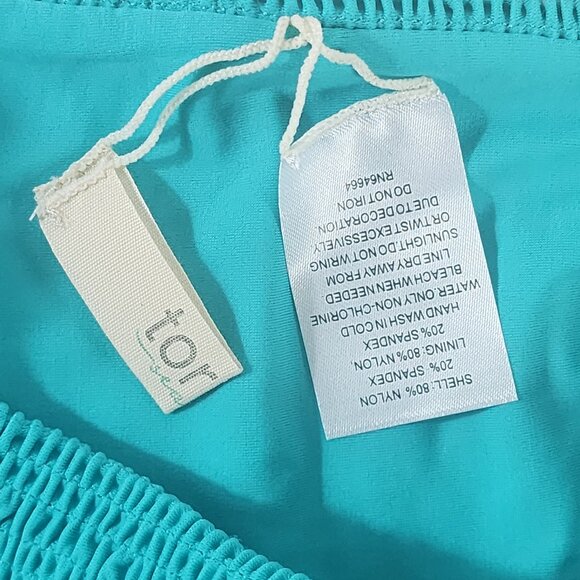 tor
SHELL: 80% NYLON
20% SPANDEX
LINING: 80% NYLON
20% SPANDEX
HAND WASH IN COLD
WATER.ONLY NON-CHLORINE
BLEACH WHEN NEEDED.
LINE DRY AWAY FROM
SUNLIGHT.DO NOT WRING
OR TWIST EXCESSIVELY
DUE TO DECORATION.
DO NOT IRON
RN64664